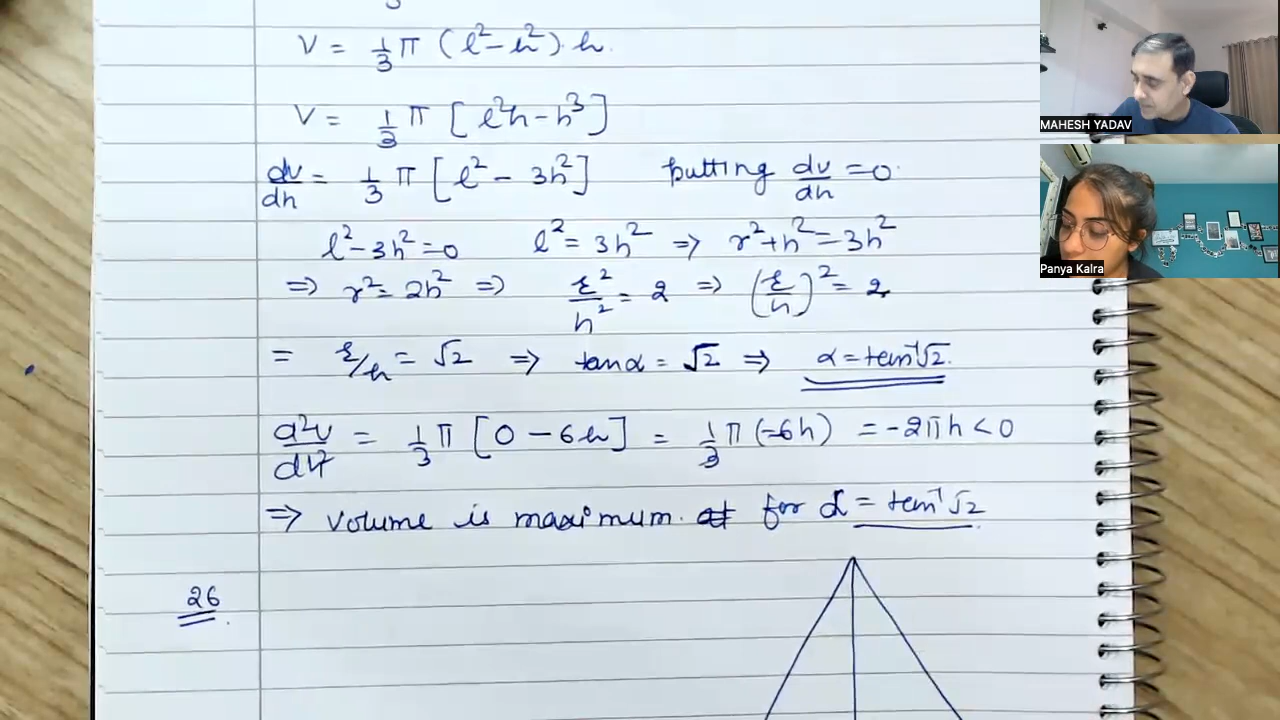 V = 1/3 π (l² – h²) h.
V = 1/3 π [l²h – h³]
dv/dh = 1/3 π [l² – 3h²] putting dv/dh = 0.
l² – 3h² = 0 l² = 3h² ⇒ r² + h² = 3h²
⇒ r² = 2h² ⇒ r²/h² = 2 ⇒ (r/h)² = 2
= r/h = √2 ⇒ tanα = √2 ⇒ α = tan⁻¹√2.
d²v/dh² = 1/3 π [0 – 6h] = 1/3 π (–6h) = –2πh < 0
⇒ volume is maximum. at for α = tan⁻¹√2
26
MAHESH YADAV
Panya Kalra